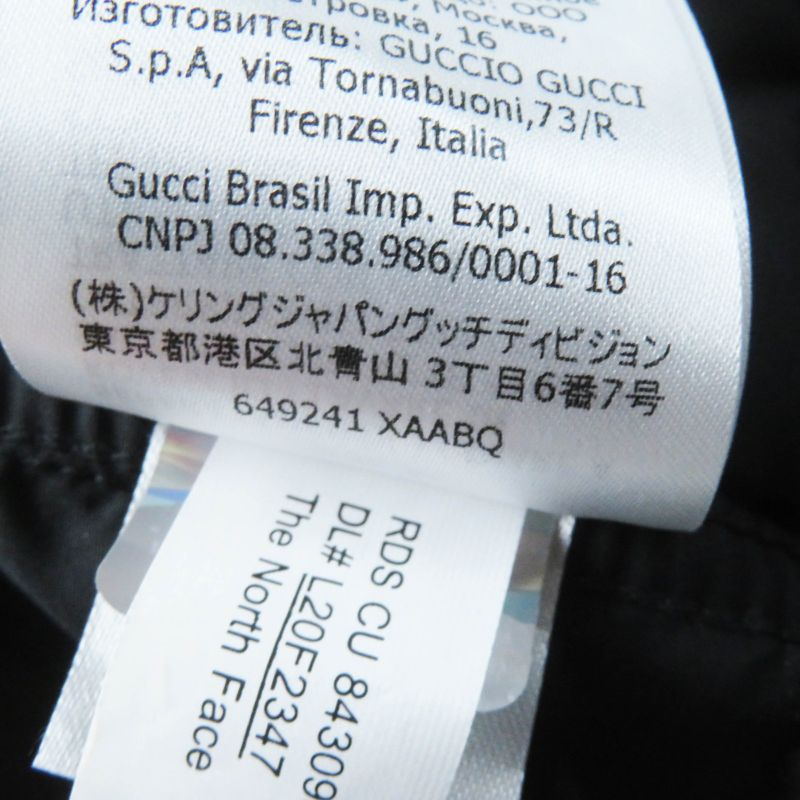 Москва,
16
Изготовитель: GUCCIO GUCCI
S.p.A, via Tornabuoni,73/R
Firenze, Italia
Gucci Brasil Imp. Exp. Ltda.
CNPJ 08.338.986/0001-16
(株)ケリングジャパングッチディビジョン
東京都港区北青山 3丁目6番7号
649241 XAABQ
RDS CU 84309
DL# L20F2347
The North Face